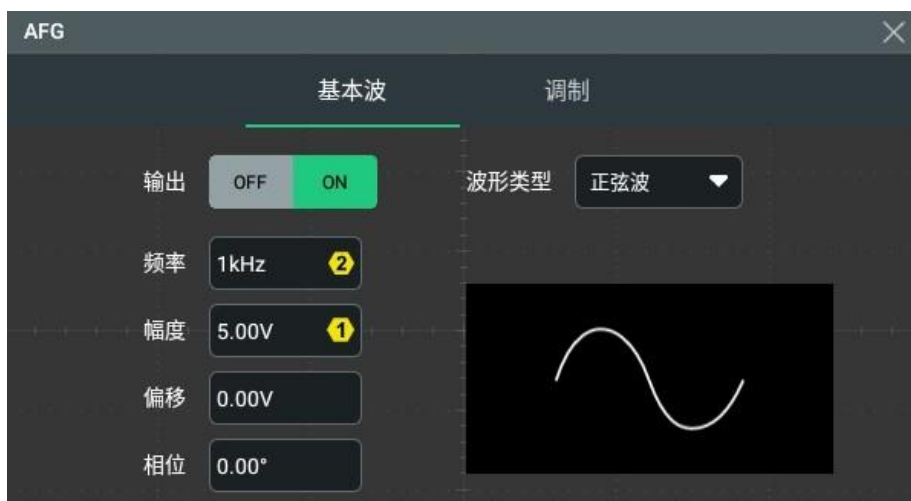 AFG
基本波 调制
输出 OFF ON 波形类型 正弦波
频率 1kHz 2
幅度 5.00V 1
偏移 0.00V
相位 0.00°